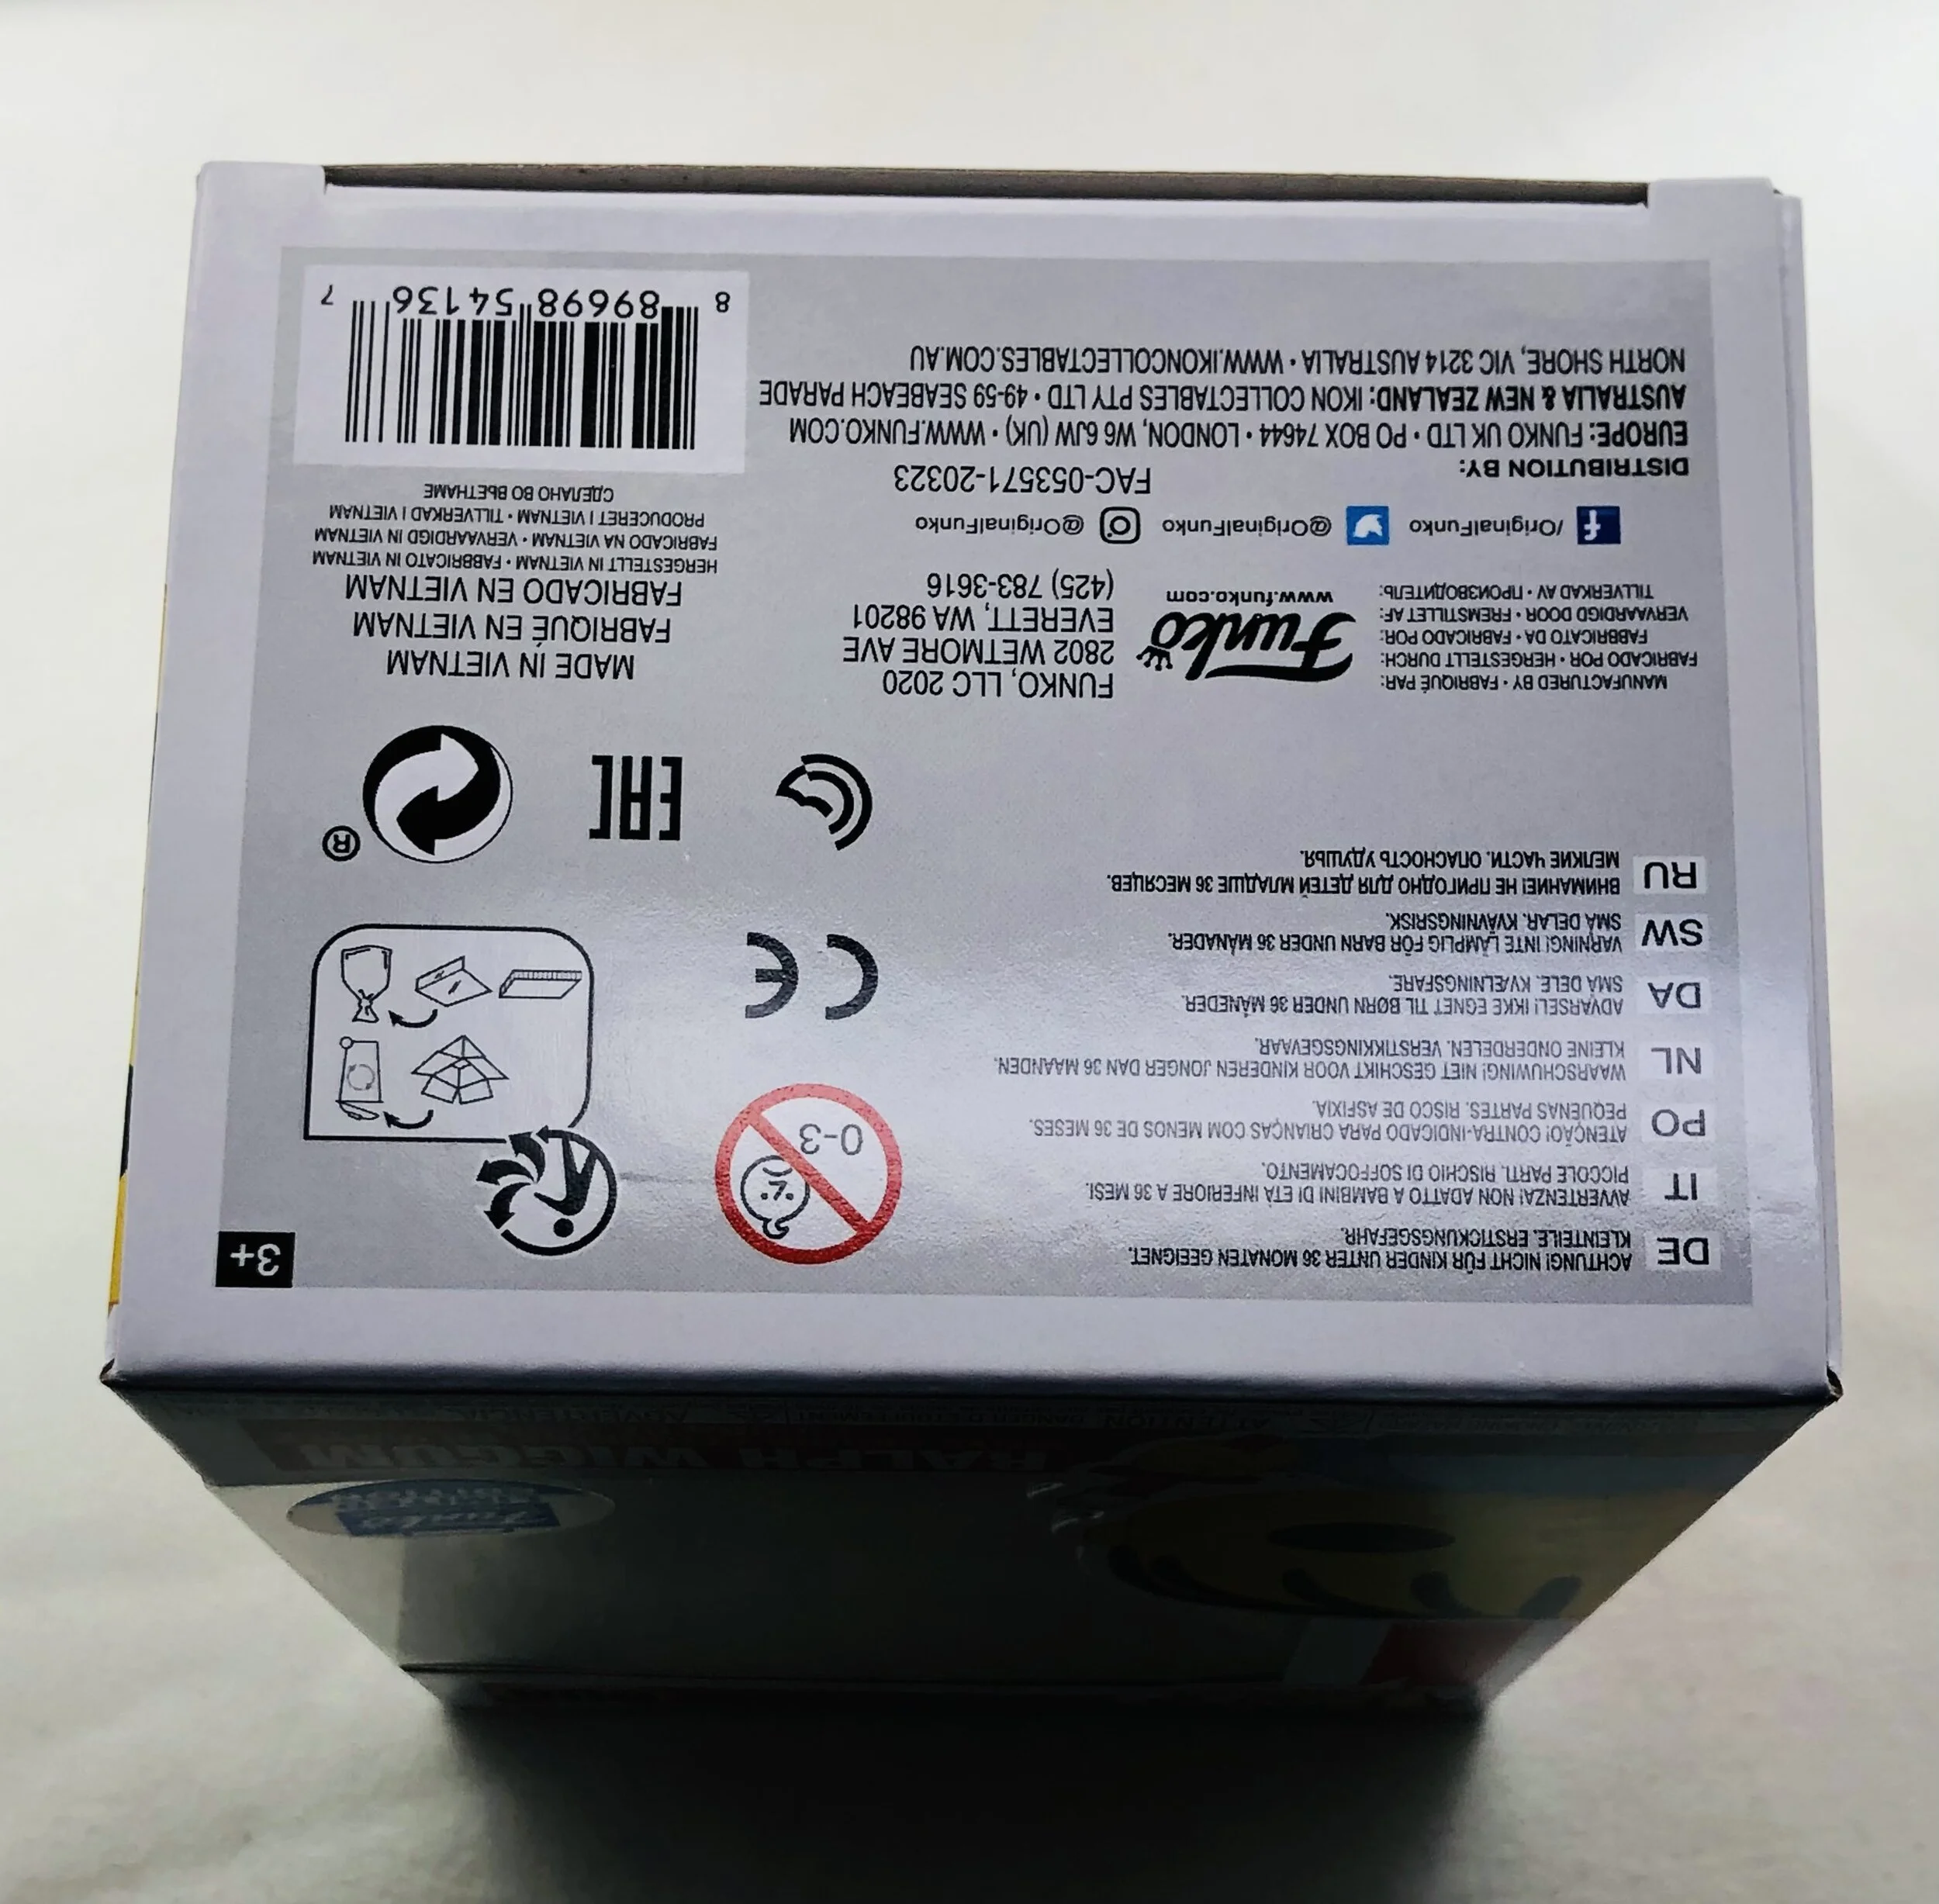 DE
ACHTUNG! NICHT FÜR KINDER UNTER 36 MONATEN GEEIGNET.
KLEINTEILE. ERSTICKUNGSGEFAHR.
IT
AVVERTENZA! NON ADATTO A BAMBINI DI ETÀ INFERIORE A 36 MESI.
PICCOLE PARTI. RISCHIO DI SOFFOCAMENTO.
PO
ATENÇÃO! CONTRA-INDICADO PARA CRIANÇAS COM MENOS DE 36 MESES.
PEQUENAS PARTES. RISCO DE ASFIXIA.
NL
WAARSCHUWING! NIET GESCHIKT VOOR KINDEREN JONGER DAN 36 MAANDEN.
KLEINE ONDERDELEN. VERSTIKKINGSGEVAAR.
DA
ADVARSEL! IKKE EGNET TIL BØRN UNDER 36 MÅNEDER.
SMÅ DELE. KVÆLNINGSFARE.
SW
VARNING! INTE LÄMPLIG FÖR BARN UNDER 36 MÅNADER.
SMÅ DELAR. KVÄVNINGSRISK.
RU
ВНИМАНИЕ! НЕ ПРИГОДНО ДЛЯ ДЕТЕЙ МЛАДШЕ 36 МЕСЯЦЕВ.
МЕЛКИЕ ЧАСТИ. ОПАСНОСТЬ УДУШЬЯ.
0-3
3+
CE
EAC
®
MANUFACTURED BY • FABRIQUÉ PAR:
FABRICADO POR • HERGESTELLT DURCH:
FABBRICATO DA • FABRICADO POR:
VERVAARDIGD DOOR • FREMSTILLET AF:
TILLVERKAD AV • ПРОИЗВОДИТЕЛЬ:
Funko
www.funko.com
FUNKO, LLC 2020
2802 WETMORE AVE
EVERETT, WA 98201
(425) 783-3616
/OriginalFunko @OriginalFunko @OriginalFunko
FAC-053571-20323
DISTRIBUTION BY:
EUROPE: FUNKO UK LTD • PO BOX 74644 • LONDON, W6 6JW (UK) • WWW.FUNKO.COM
AUSTRALIA & NEW ZEALAND: IKON COLLECTABLES PTY LTD • 49-59 SEABEACH PARADE
NORTH SHORE, VIC 3214 AUSTRALIA • WWW.IKONCOLLECTABLES.COM.AU
MADE IN VIETNAM
FABRIQUÉ EN VIETNAM
FABRICADO EN VIETNAM
HERGESTELLT IN VIETNAM • FABBRICATO IN VIETNAM
FABRICADO NA VIETNAM • VERVAARDIGD IN VIETNAM
PRODUCERET I VIETNAM • TILLVERKAD I VIETNAM
СДЕЛАНО ВО ВЬЕТНАМЕ
8 89698 54136 7
RALPH WIGGUM
Funko